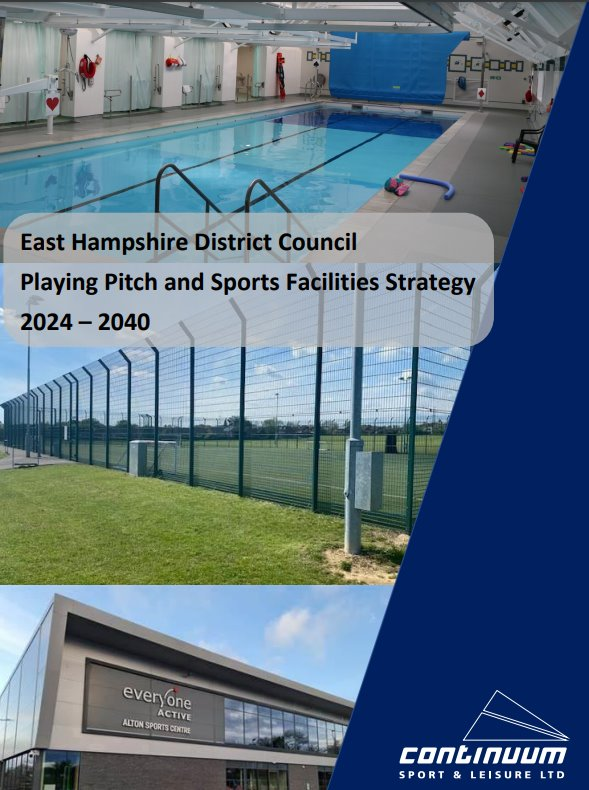 East Hampshire District Council
Playing Pitch and Sports Facilities Strategy
2024 – 2040
everyone
ACTIVE
ALTON SPORTS CENTRE
continuum
SPORT & LEISURE LTD